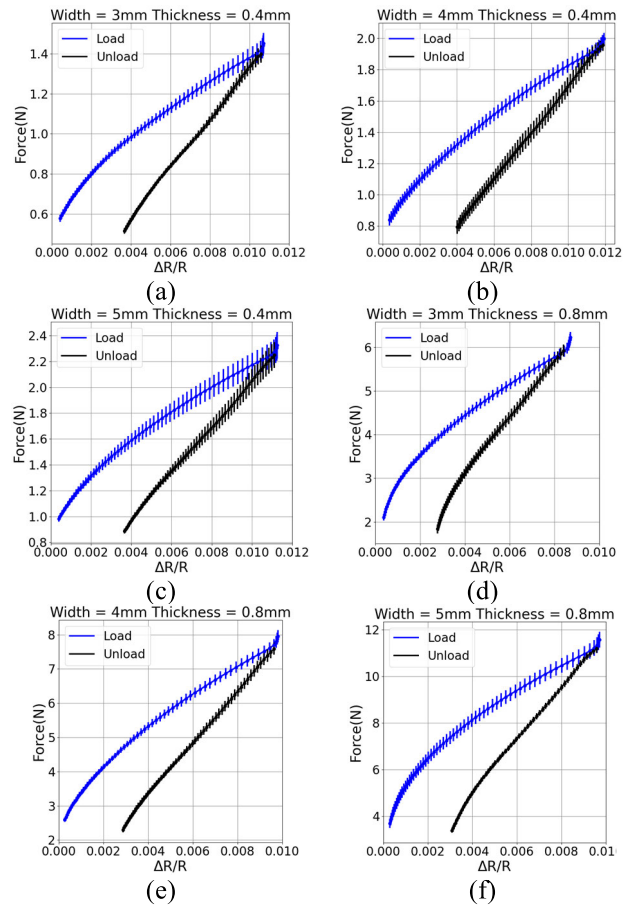 Width = 3mm Thickness = 0.4mm
Load
Unload
Force(N)
1.4
1.2
1.0
0.8
0.6
0.000 0.002 0.004 0.006 0.008 0.010 0.012
ΔR/R
(a)
Width = 4mm Thickness = 0.4mm
Load
Unload
Force(N)
2.0
1.8
1.6
1.4
1.2
1.0
0.8
0.000 0.002 0.004 0.006 0.008 0.010 0.012
ΔR/R
(b)
Width = 5mm Thickness = 0.4mm
Load
Unload
Force(N)
2.4
2.2
2.0
1.8
1.6
1.4
1.2
1.0
0.8
0.000 0.002 0.004 0.006 0.008 0.010 0.012
ΔR/R
(c)
Width = 3mm Thickness = 0.8mm
Load
Unload
Force(N)
6
5
4
3
2
0.000 0.002 0.004 0.006 0.008 0.010
ΔR/R
(d)
Width = 4mm Thickness = 0.8mm
Load
Unload
Force(N)
8
7
6
5
4
3
2
0.000 0.002 0.004 0.006 0.008 0.010
ΔR/R
(e)
Width = 5mm Thickness = 0.8mm
Load
Unload
Force(N)
12
10
8
6
4
0.000 0.002 0.004 0.006 0.008 0.010
ΔR/R
(f)